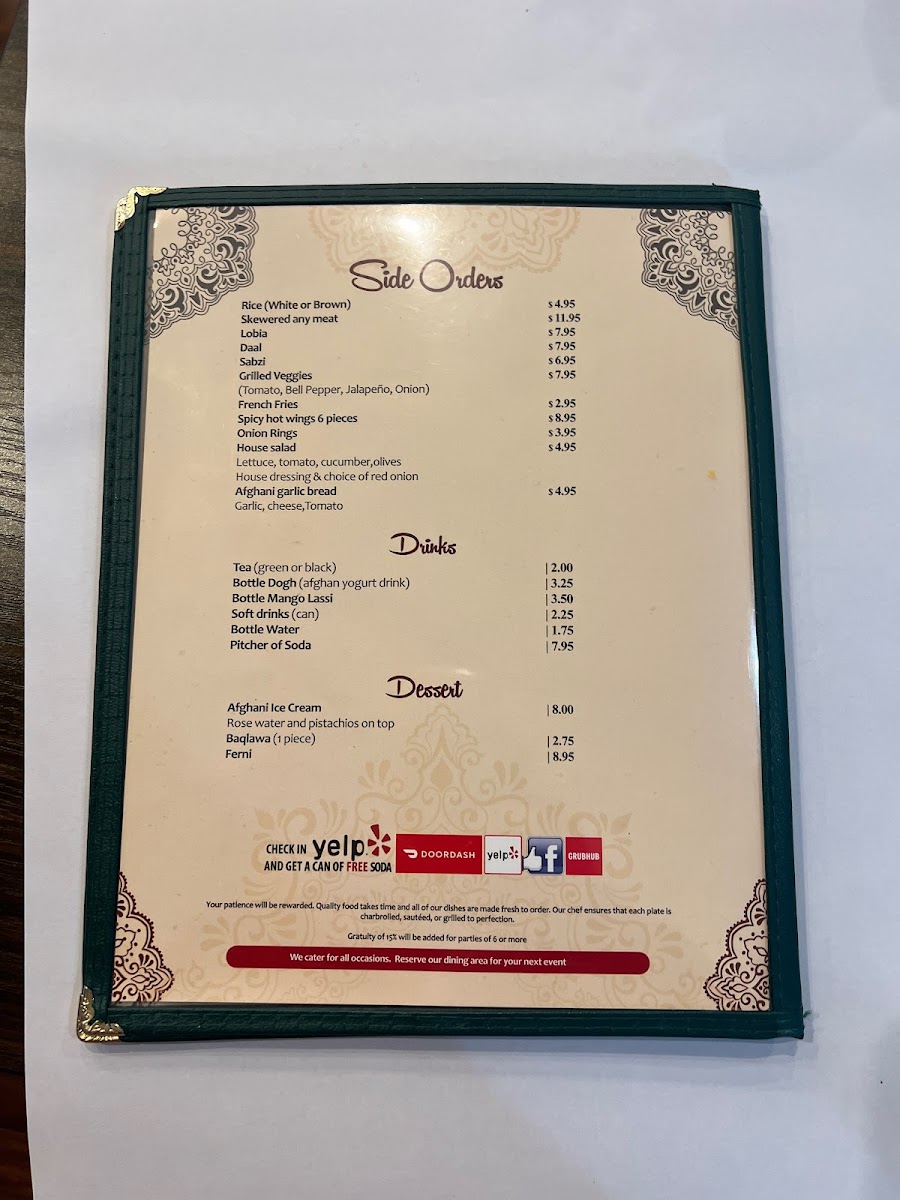 Side Orders
Rice (White or Brown) $ 4.95
Skewered any meat $ 11.95
Lobia $ 7.95
Daal $ 7.95
Sabzi $ 6.95
Grilled Veggies $ 7.95
(Tomato, Bell Pepper, Jalapeño, Onion)
French Fries $ 2.95
Spicy hot wings 6 pieces $ 8.95
Onion Rings $ 3.95
House salad $ 4.95
Lettuce, tomato, cucumber,olives
House dressing & choice of red onion
Afghani garlic bread $ 4.95
Garlic, cheese,Tomato
Drinks
Tea (green or black) | 2.00
Bottle Dogh (afghan yogurt drink) | 3.25
Bottle Mango Lassi | 3.50
Soft drinks (can) | 2.25
Bottle Water | 1.75
Pitcher of Soda | 7.95
Dessert
Afghani Ice Cream | 8.00
Rose water and pistachios on top
Baqlawa (1 piece) | 2.75
Ferni | 8.95
CHECK IN yelp DOORDASH yelp f GRUBHUB
AND GET A CAN OF FREE SODA
Your patience will be rewarded. Quality food takes time and all of our dishes are made fresh to order. Our chef ensures that each plate is
charbrolled, sautéed, or grilled to perfection.
Gratuity of 15% will be added for parties of 6 or more
We cater for all occasions. Reserve our dining area for your next event